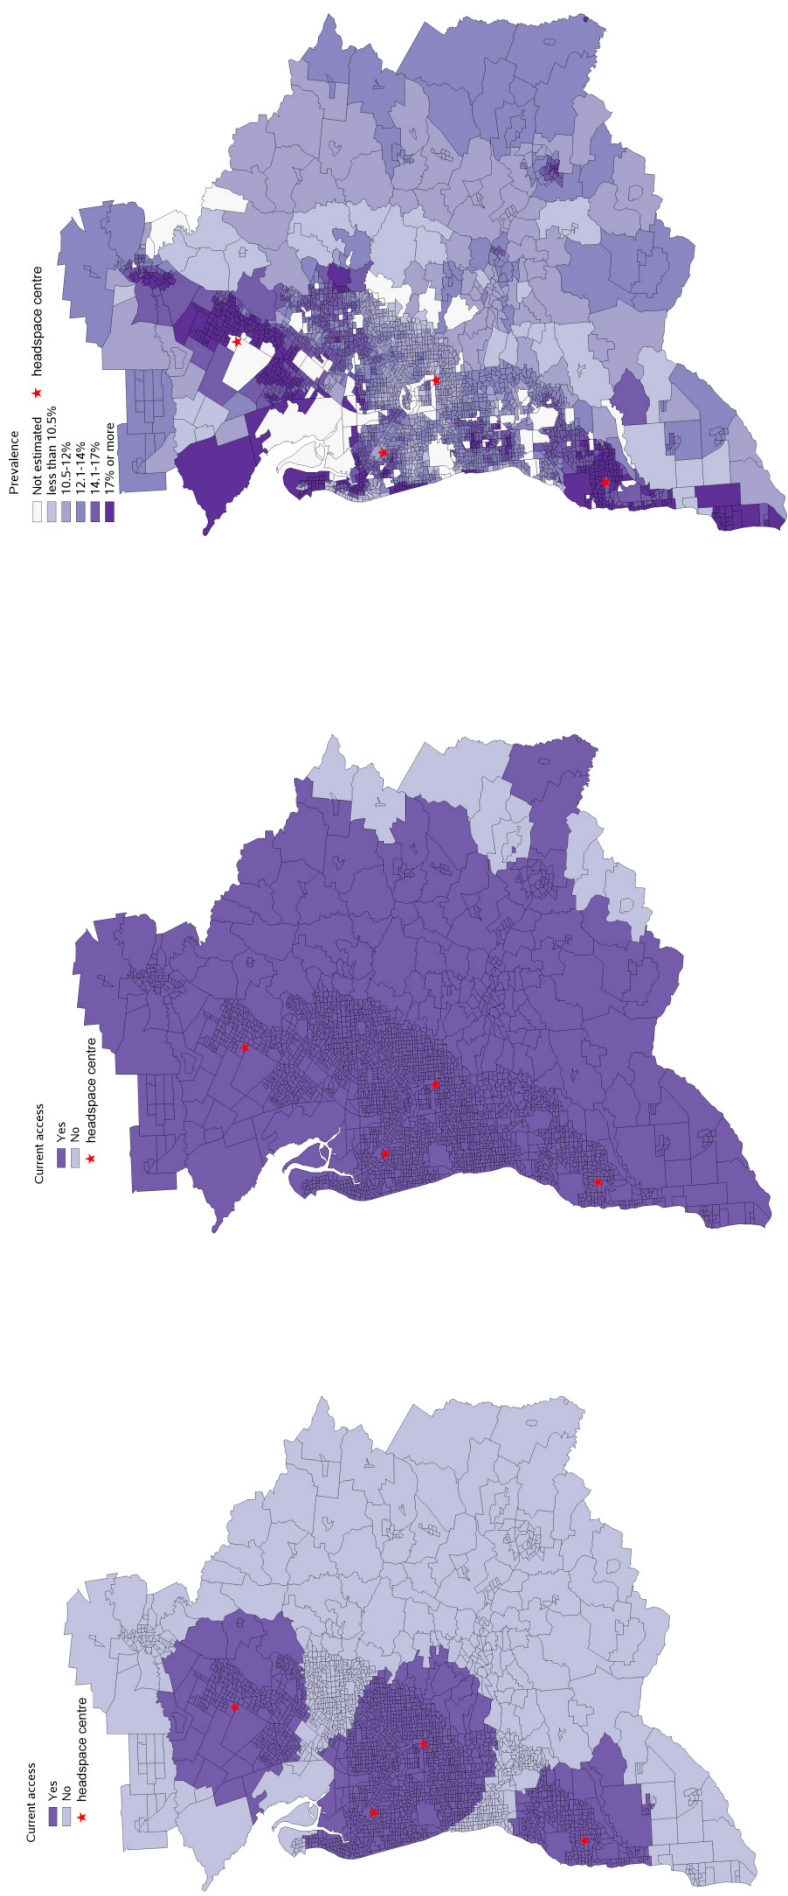 Prevalence
Not estimated
less than 10.5%
10.5-12%
12.1-14%
14.1-17%
17% or more
headspace centre
Current access
Yes
No
headspace centre
Current access
Yes
No
headspace centre